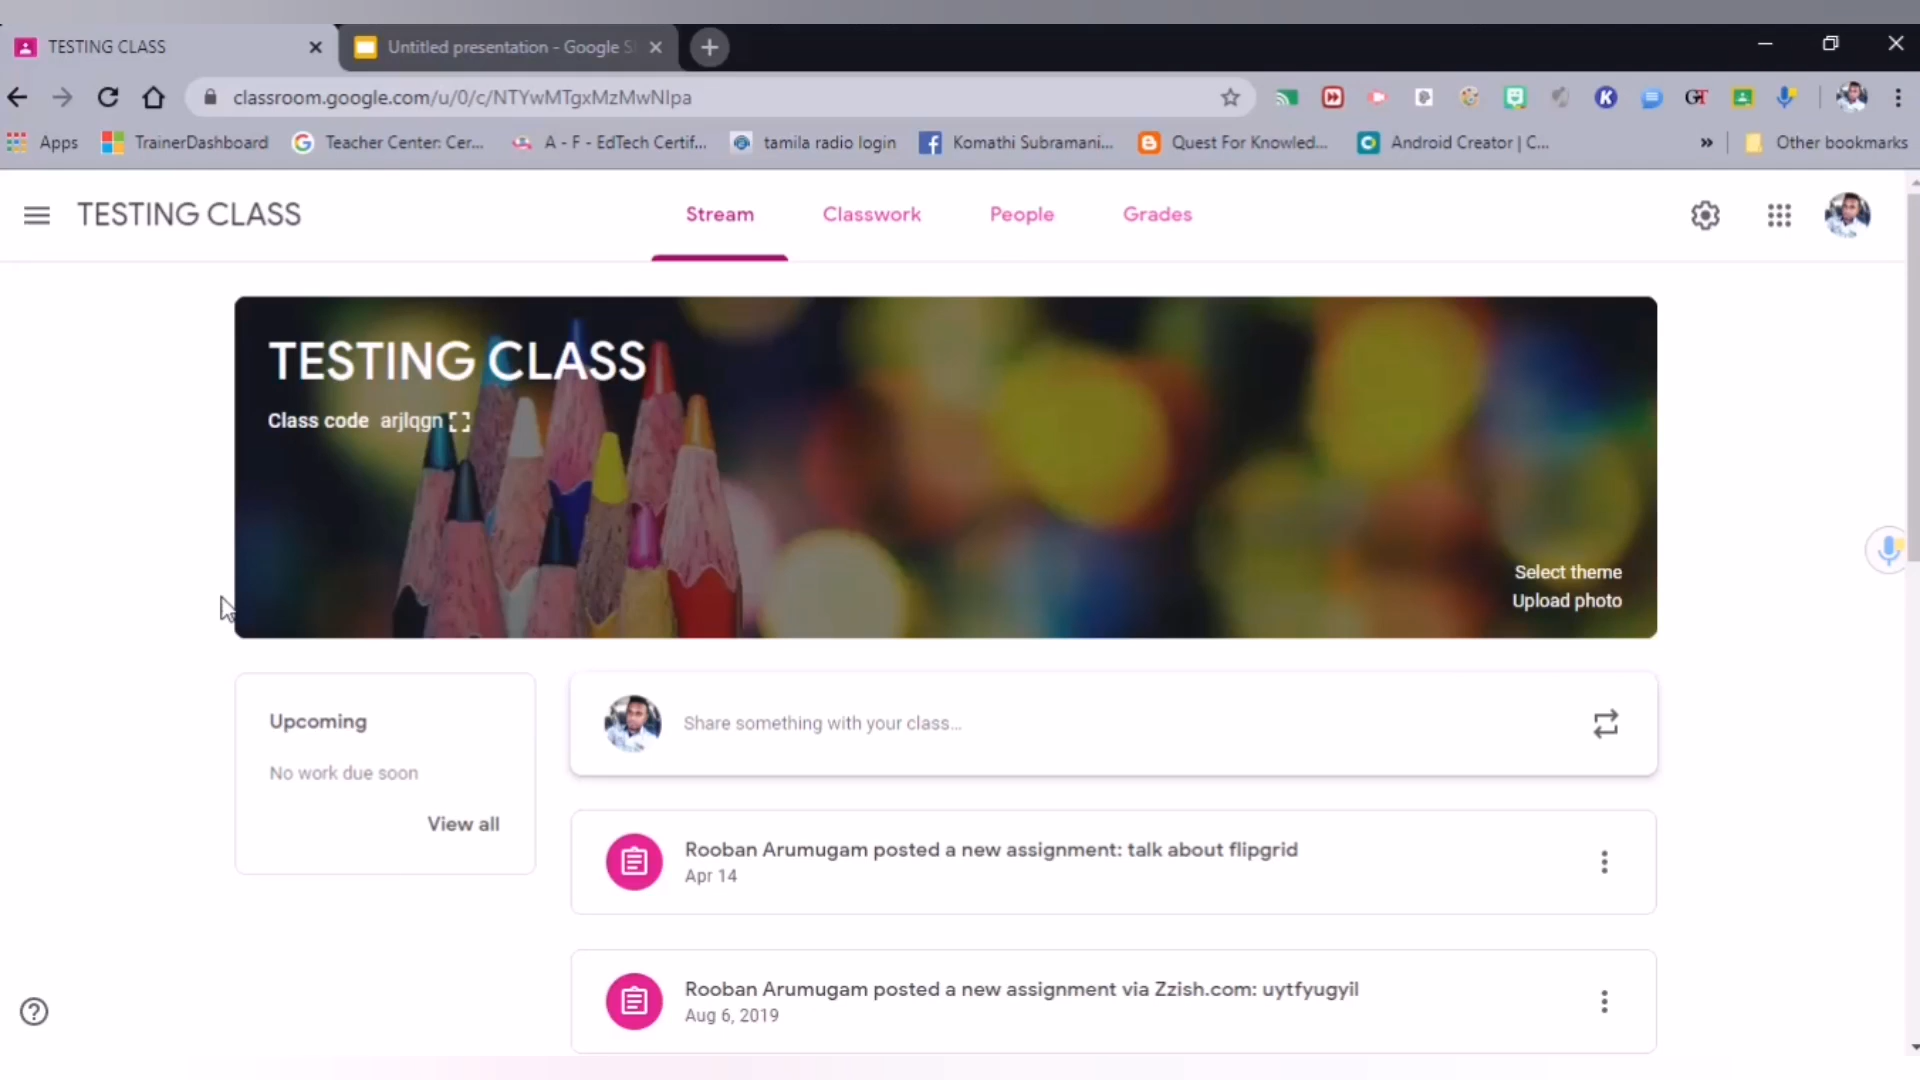 TESTING CLASS
Untitled presentation - Google S
classroom.google.com/u/0/c/NTYwMTgxMzMwNlpa
Apps
TrainerDashboard
Teacher Center: Cer...
A - F - EdTech Certif...
tamila radio login
Komathi Subramani...
Quest For Knowled...
Android Creator | C...
Other bookmarks
TESTING CLASS
Stream
Classwork
People
Grades
TESTING CLASS
Class code arjlqgn
Select theme
Upload photo
Upcoming
No work due soon
View all
Share something with your class...
Rooban Arumugam posted a new assignment: talk about flipgrid
Apr 14
Rooban Arumugam posted a new assignment via Zzish.com: uytfyugyil
Aug 6, 2019